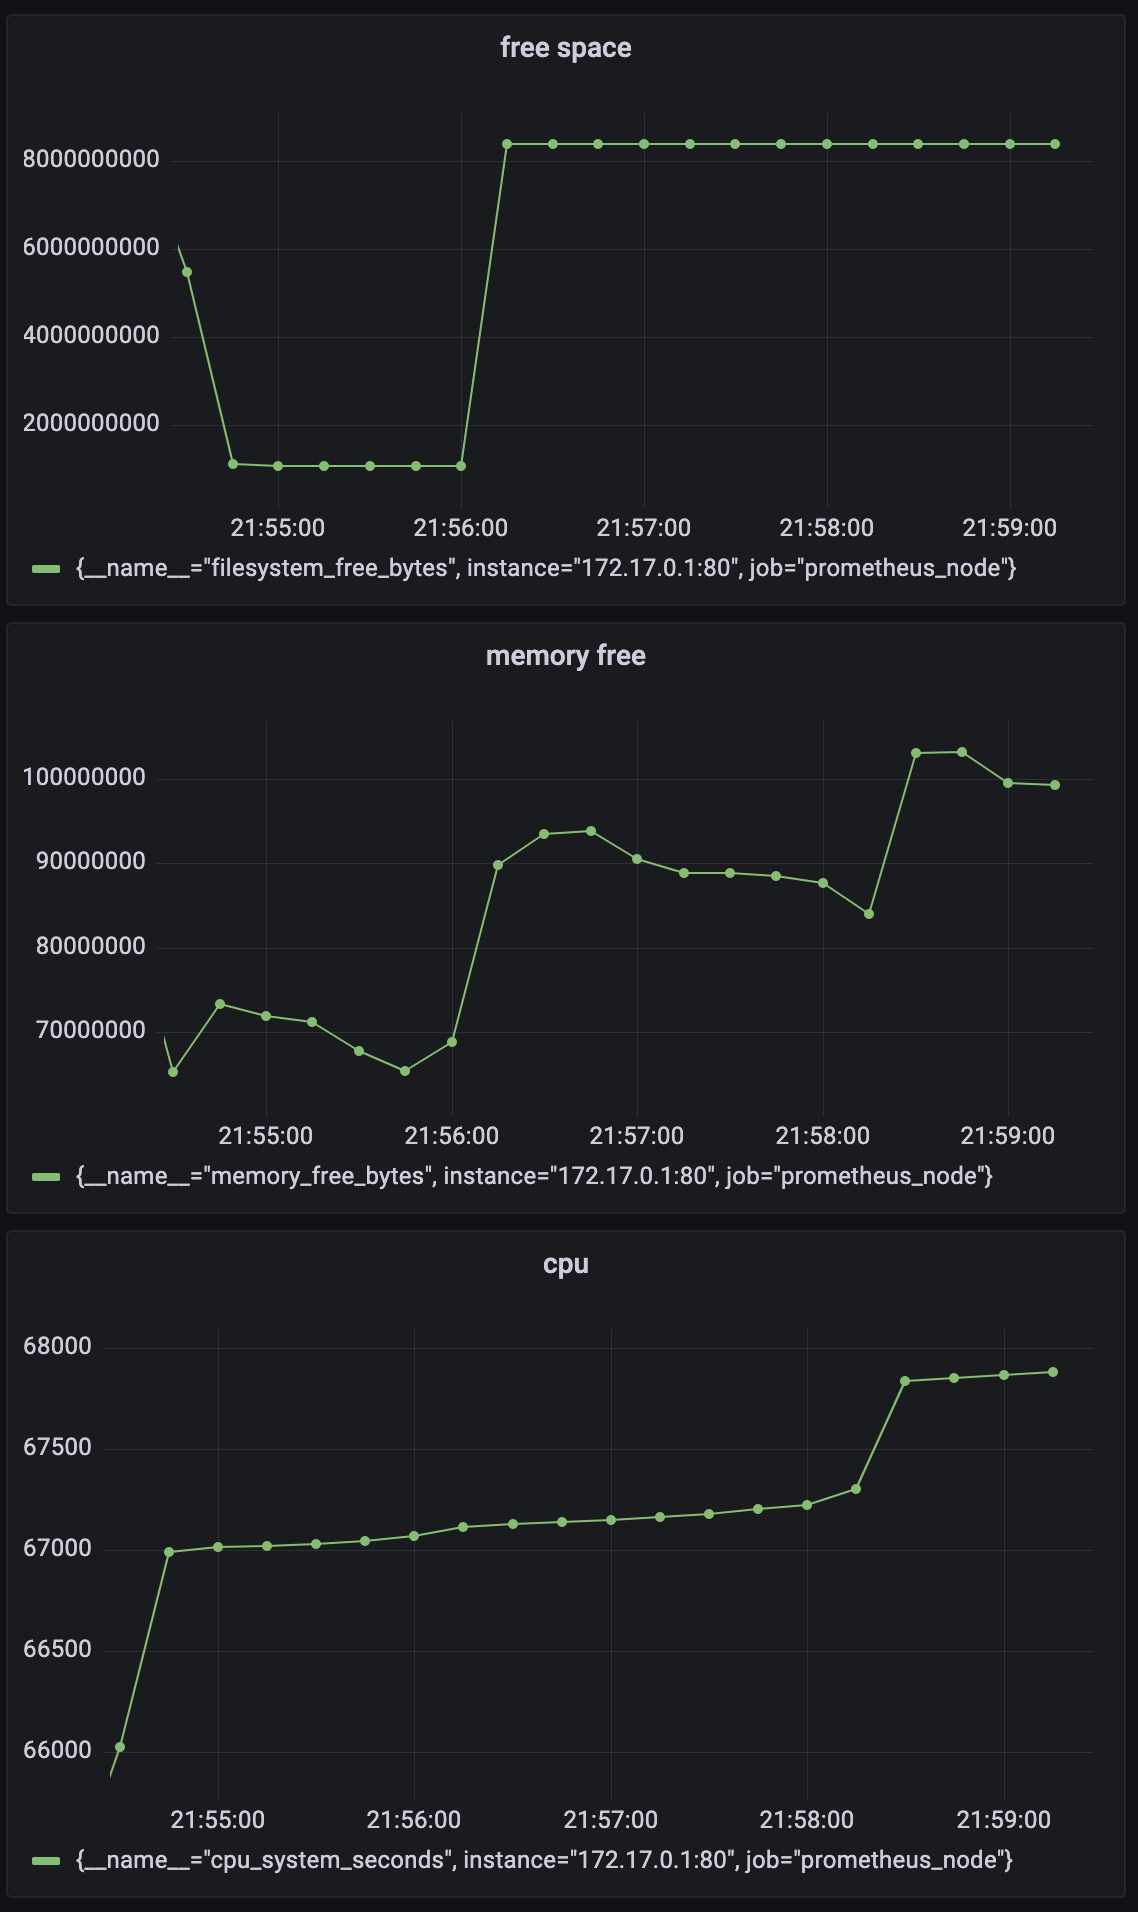 free space
8000000000
6000000000
4000000000
2000000000
21:55:00 21:56:00 21:57:00 21:58:00 21:59:00
{__name__="filesystem_free_bytes", instance="172.17.0.1:80", job="prometheus_node"}
memory free
100000000
90000000
80000000
70000000
21:55:00 21:56:00 21:57:00 21:58:00 21:59:00
{__name__="memory_free_bytes", instance="172.17.0.1:80", job="prometheus_node"}
cpu
68000
67500
67000
66500
66000
21:55:00 21:56:00 21:57:00 21:58:00 21:59:00
{__name__="cpu_system_seconds", instance="172.17.0.1:80", job="prometheus_node"}